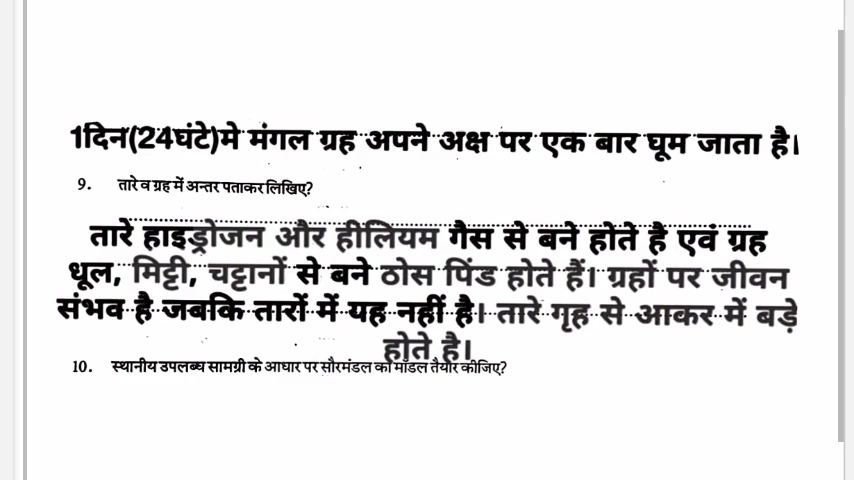 1दिन(24घंटे)मे मंगल ग्रह अपने अक्ष पर एक बार घूम जाता है।
9. तारे व ग्रह में अन्तर पताकर लिखिए?
तारे हाइड्रोजन और हीलियम गैस से बने होते है एवं ग्रह
धूल, मिट्टी, चट्टानों से बने ठोस पिंड होते हैं। ग्रहों पर जीवन
संभव है जबकि तारों में यह नहीं है। तारे गृह से आकर में बड़े
होते है।
10. स्थानीय उपलब्ध सामग्री के आधार पर सौरमंडल का मॉडल तैयार कीजिए?